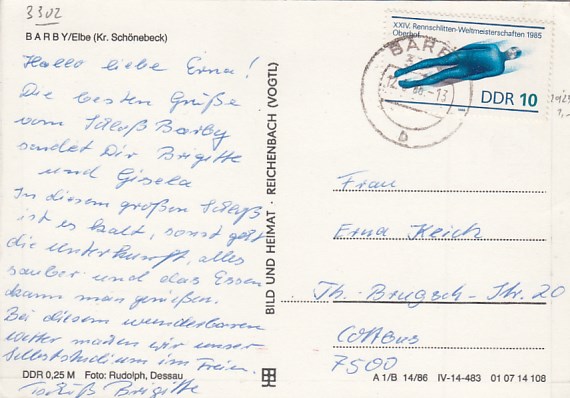 3302
BARBY/Elbe (Kr. Schönebeck)
Hallo liebe Erna!
Die besten Grüße
vom Schloß Barby
sendet Dir Brigitte
und Gisela
In diesem großen Schloß
ist es kalt, sonst geht
die Unterkunft, alles
sauber und das Essen
kann man genießen.
Bei diesem wunderbaren
Wetter machen wir unser
Selbststudium im Freien.
Brigitte
DDR 0,25 M Foto: Rudolph, Dessau
BILD UND HEIMAT · REICHENBACH (VOGTL)
XXIV. Rennschlitten-Weltmeisterschaften 1985
Oberhof
DDR 10
BARBY
86.-13
b
Frau
Erna Keick
Th.-Brugsch-Str. 20
Cottbus
7500
A 1/B 14/86 IV-14-483 01 07 14 108